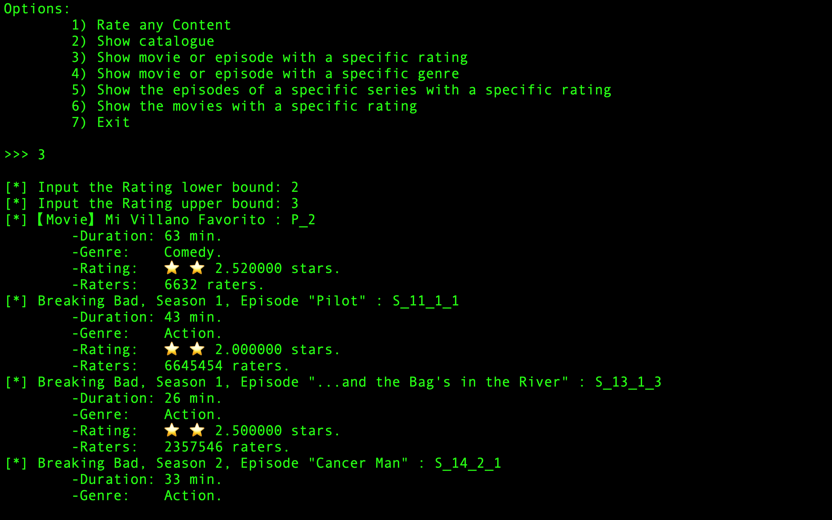 Options:
        1) Rate any Content
        2) Show catalogue
        3) Show movie or episode with a specific rating
        4) Show movie or episode with a specific genre
        5) Show the episodes of a specific series with a specific rating
        6) Show the movies with a specific rating
        7) Exit

>>> 3

[*] Input the Rating lower bound: 2
[*] Input the Rating upper bound: 3
[*]【Movie】Mi Villano Favorito : P_2
        -Duration: 63 min.
        -Genre:    Comedy.
        -Rating:   ⭐ ⭐ 2.520000 stars.
        -Raters:   6632 raters.
[*] Breaking Bad, Season 1, Episode "Pilot" : S_11_1_1
        -Duration: 43 min.
        -Genre:    Action.
        -Rating:   ⭐ ⭐ 2.000000 stars.
        -Raters:   6645454 raters.
[*] Breaking Bad, Season 1, Episode "...and the Bag's in the River" : S_13_1_3
        -Duration: 26 min.
        -Genre:    Action.
        -Rating:   ⭐ ⭐ 2.500000 stars.
        -Raters:   2357546 raters.
[*] Breaking Bad, Season 2, Episode "Cancer Man" : S_14_2_1
        -Duration: 33 min.
        -Genre:    Action.